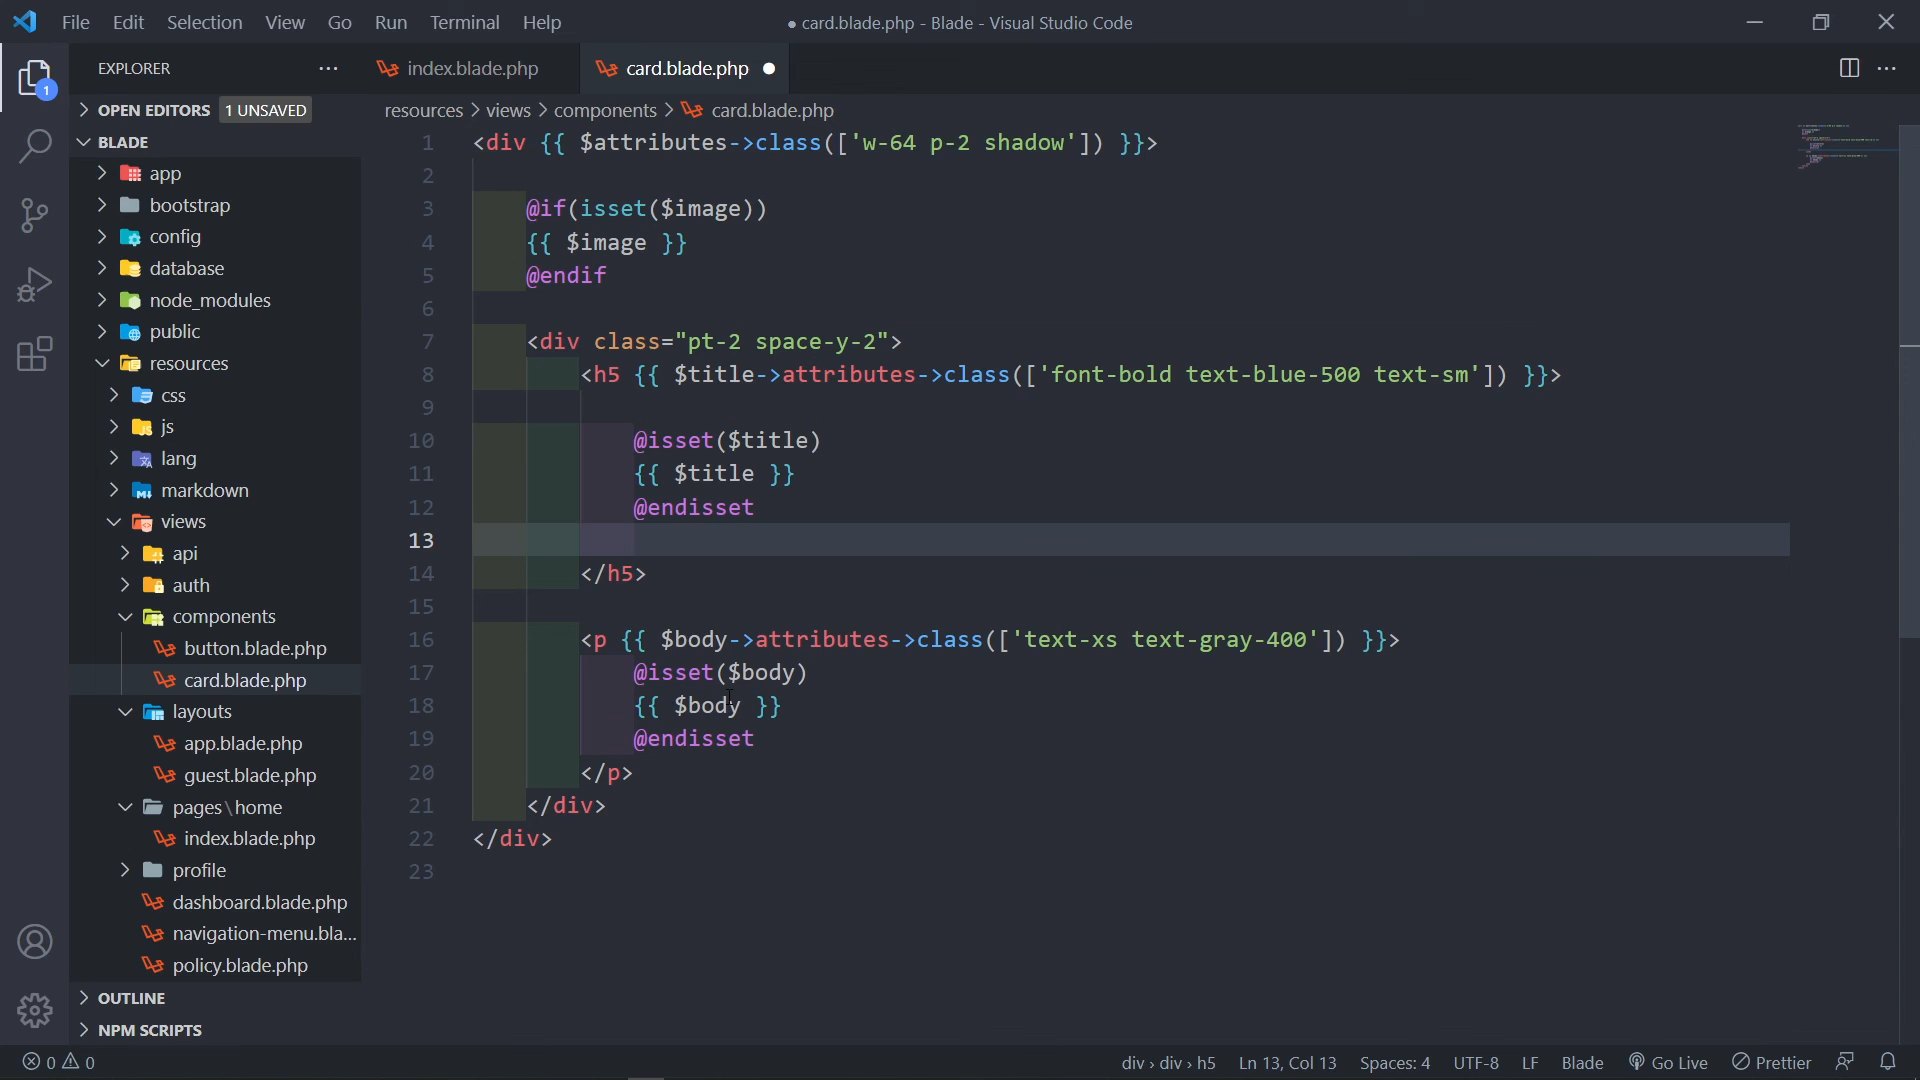 File Edit Selection View Go Run Terminal Help
● card.blade.php - Blade - Visual Studio Code
EXPLORER
index.blade.php
card.blade.php
1
OPEN EDITORS 1 UNSAVED
resources > views > components > card.blade.php
BLADE
app
bootstrap
config
database
node_modules
public
resources
css
js
lang
markdown
views
api
auth
components
button.blade.php
card.blade.php
layouts
app.blade.php
guest.blade.php
pages\home
index.blade.php
profile
dashboard.blade.php
navigation-menu.bla...
policy.blade.php
OUTLINE
NPM SCRIPTS
1 <div {{ $attributes->class(['w-64 p-2 shadow']) }}>
2
3 @if(isset($image))
4 {{ $image }}
5 @endif
6
7 <div class="pt-2 space-y-2">
8 <h5 {{ $title->attributes->class(['font-bold text-blue-500 text-sm']) }}>
9
10 @isset($title)
11 {{ $title }}
12 @endisset
13
14 </h5>
15
16 <p {{ $body->attributes->class(['text-xs text-gray-400']) }}>
17 @isset($body)
18 {{ $body }}
19 @endisset
20 </p>
21 </div>
22 </div>
23
0 0
div › div › h5 Ln 13, Col 13 Spaces: 4 UTF-8 LF Blade Go Live Prettier